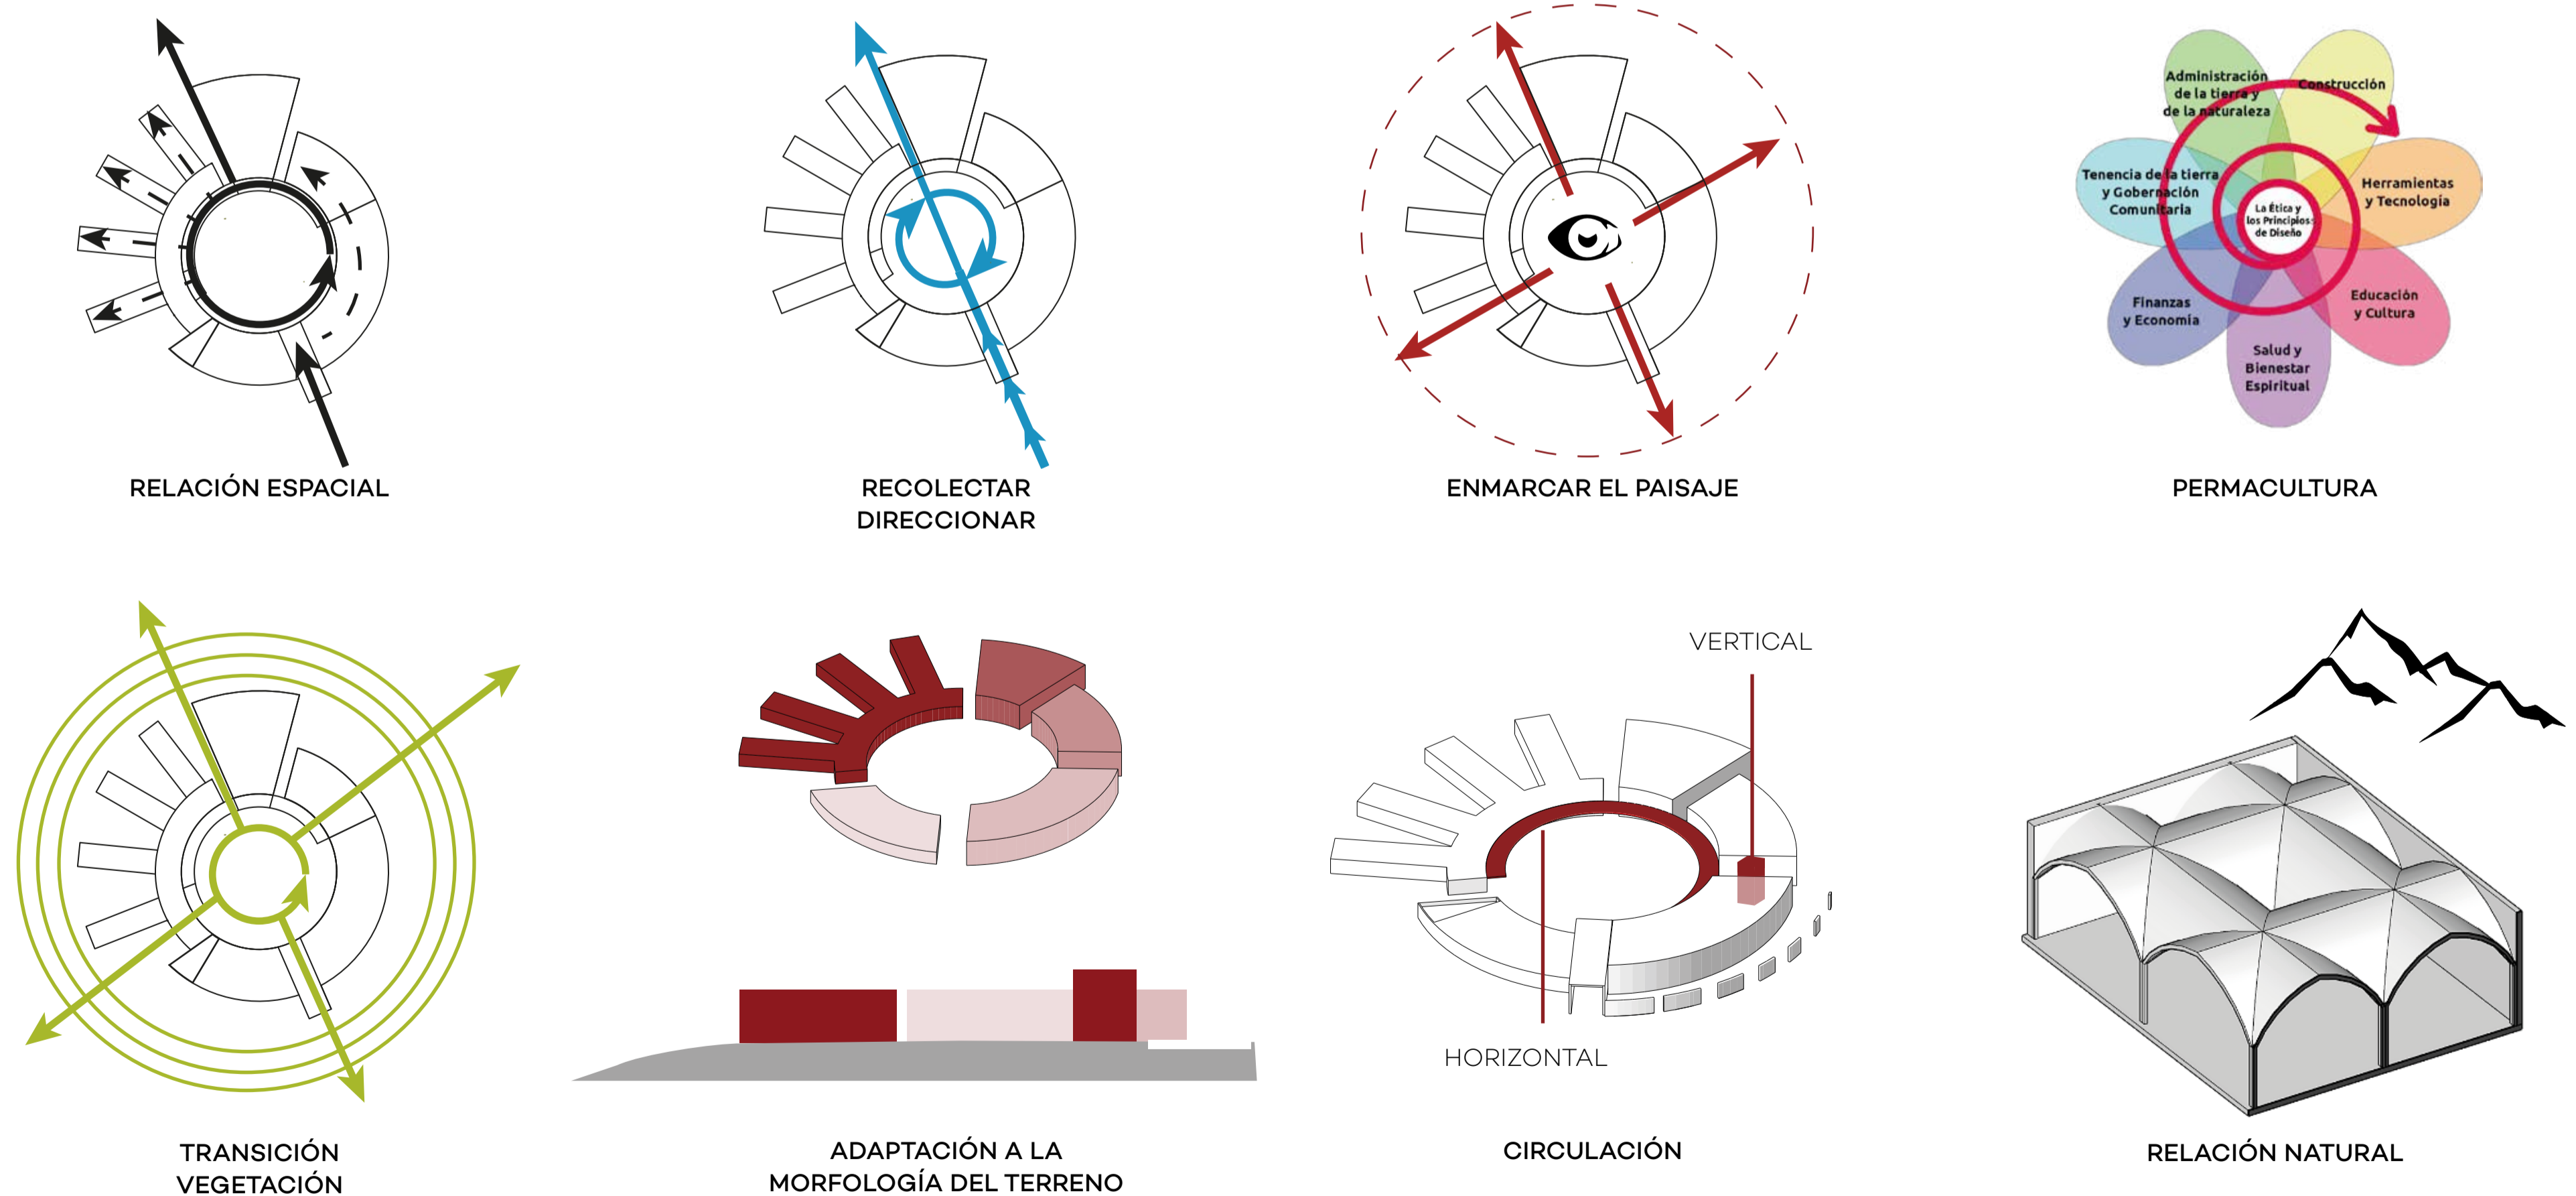 Administración
de la tierra y
de la naturaleza
Construcción
Tenencia de la tierra
y Gobernación
Comunitaria
La Ética y
los Principios
de Diseño
Herramientas
y Tecnología
Finanzas
y Economía
Educación
y Cultura
Salud y
Bienestar
Espiritual
RELACIÓN ESPACIAL
RECOLECTAR
DIRECCIONAR
ENMARCAR EL PAISAJE
PERMACULTURA
VERTICAL
HORIZONTAL
TRANSICIÓN
VEGETACIÓN
ADAPTACIÓN A LA
MORFOLOGÍA DEL TERRENO
CIRCULACIÓN
RELACIÓN NATURAL